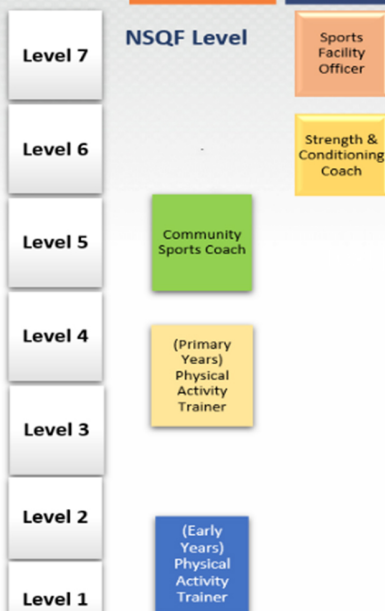 NSQF Level
Level 7
Sports
Facility
Officer
Level 6
Strength &
Conditioning
Coach
Level 5
Community
Sports Coach
Level 4
(Primary
Years)
Physical
Activity
Trainer
Level 3
Level 2
(Early
Years)
Physical
Activity
Trainer
Level 1